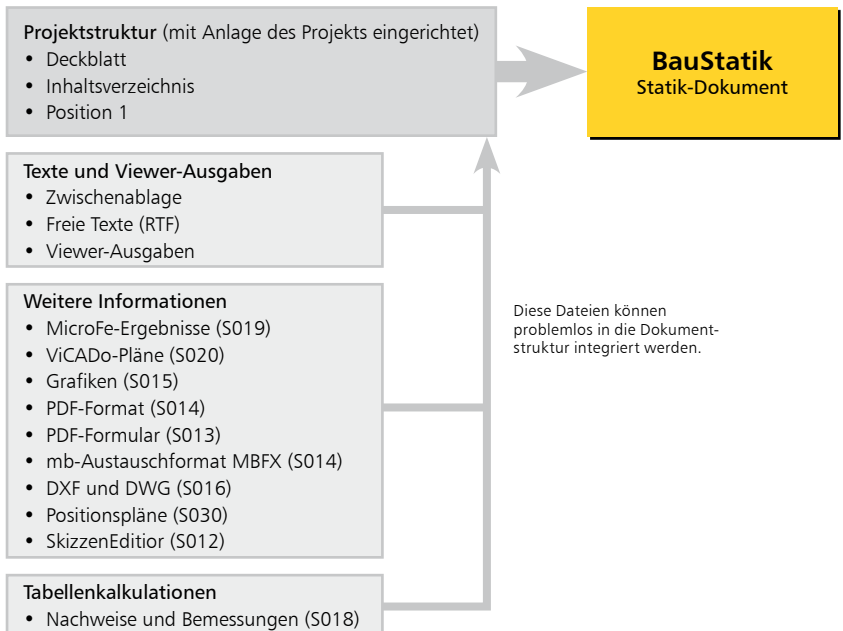 Projektstruktur (mit Anlage des Projekts eingerichtet)
• Deckblatt
• Inhaltsverzeichnis
• Position 1
BauStatik
Statik-Dokument
Texte und Viewer-Ausgaben
• Zwischenablage
• Freie Texte (RTF)
• Viewer-Ausgaben
Weitere Informationen
• MicroFe-Ergebnisse (S019)
• ViCADo-Pläne (S020)
• Grafiken (S015)
• PDF-Format (S014)
• PDF-Formular (S013)
• mb-Austauschformat MBFX (S014)
• DXF und DWG (S016)
• Positionspläne (S030)
• SkizzenEditior (S012)
Diese Dateien können
problemlos in die Dokument-
struktur integriert werden.
Tabellenkalkulationen
• Nachweise und Bemessungen (S018)